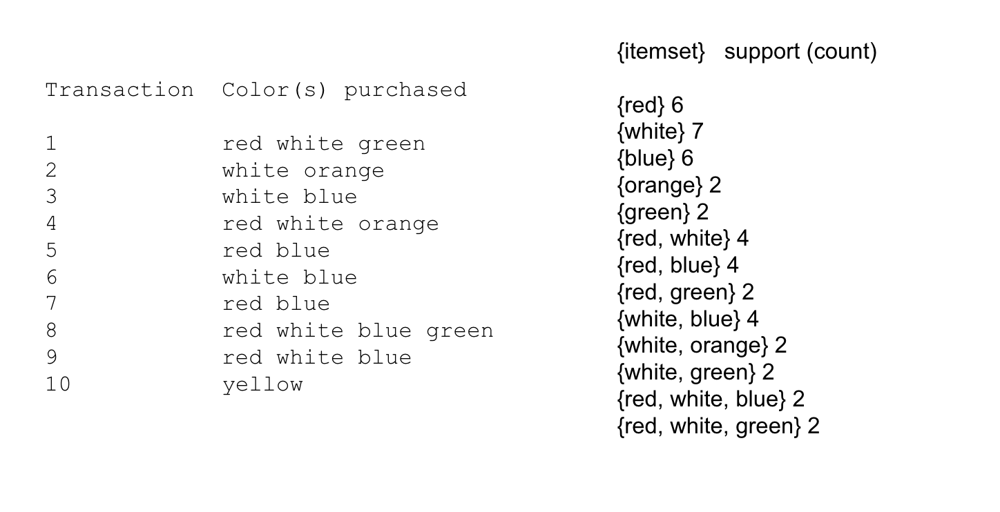 Transaction Color(s) purchased
1 red white green
2 white orange
3 white blue
4 red white orange
5 red blue
6 white blue
7 red blue
8 red white blue green
9 red white blue
10 yellow
{itemset} support (count)
{red} 6
{white} 7
{blue} 6
{orange} 2
{green} 2
{red, white} 4
{red, blue} 4
{red, green} 2
{white, blue} 4
{white, orange} 2
{white, green} 2
{red, white, blue} 2
{red, white, green} 2